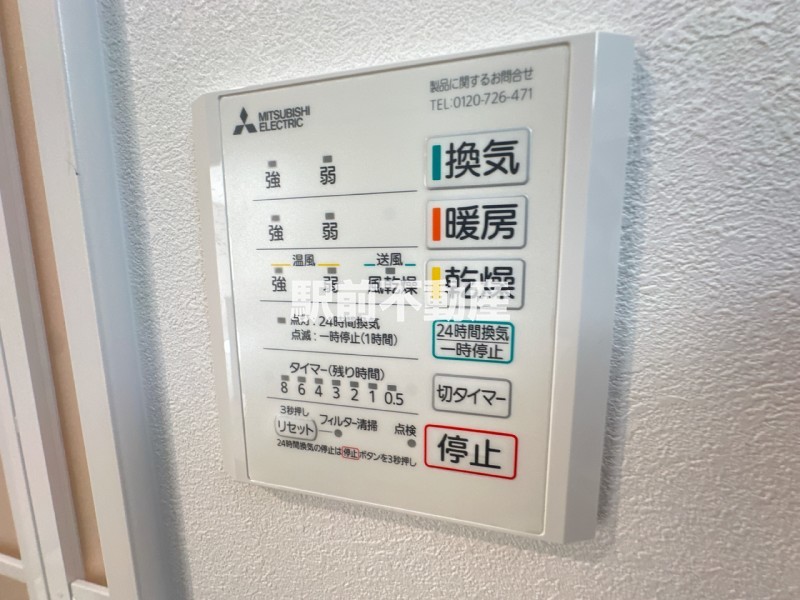 MITSUBISHI
ELECTRIC
製品に関するお問合せ
TEL:0120-726-471
強 弱 換気
強 弱 暖房
温風 送風
強 弱 風乾燥 乾燥
駅前不動産
点灯:24時間換気
点滅:一時停止(1時間)
24時間換気
一時停止
タイマー(残り時間)
8 6 4 3 2 1 0.5
切タイマー
3秒押し
リセット フィルター清掃 点検
24時間換気の停止は停止ボタンを3秒押し
停止